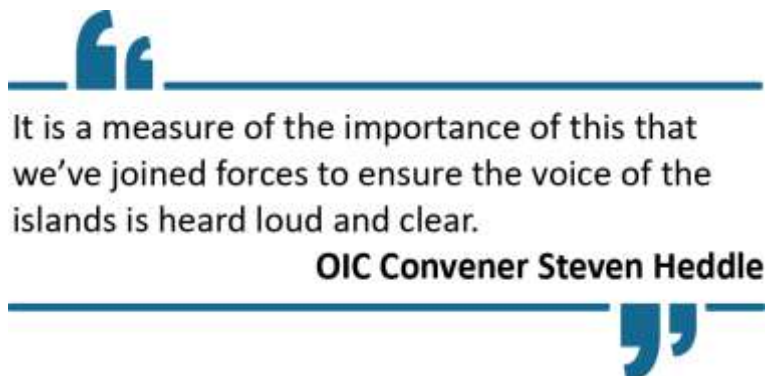 It is a measure of the importance of this that
we’ve joined forces to ensure the voice of the
islands is heard loud and clear.
OIC Convener Steven Heddle